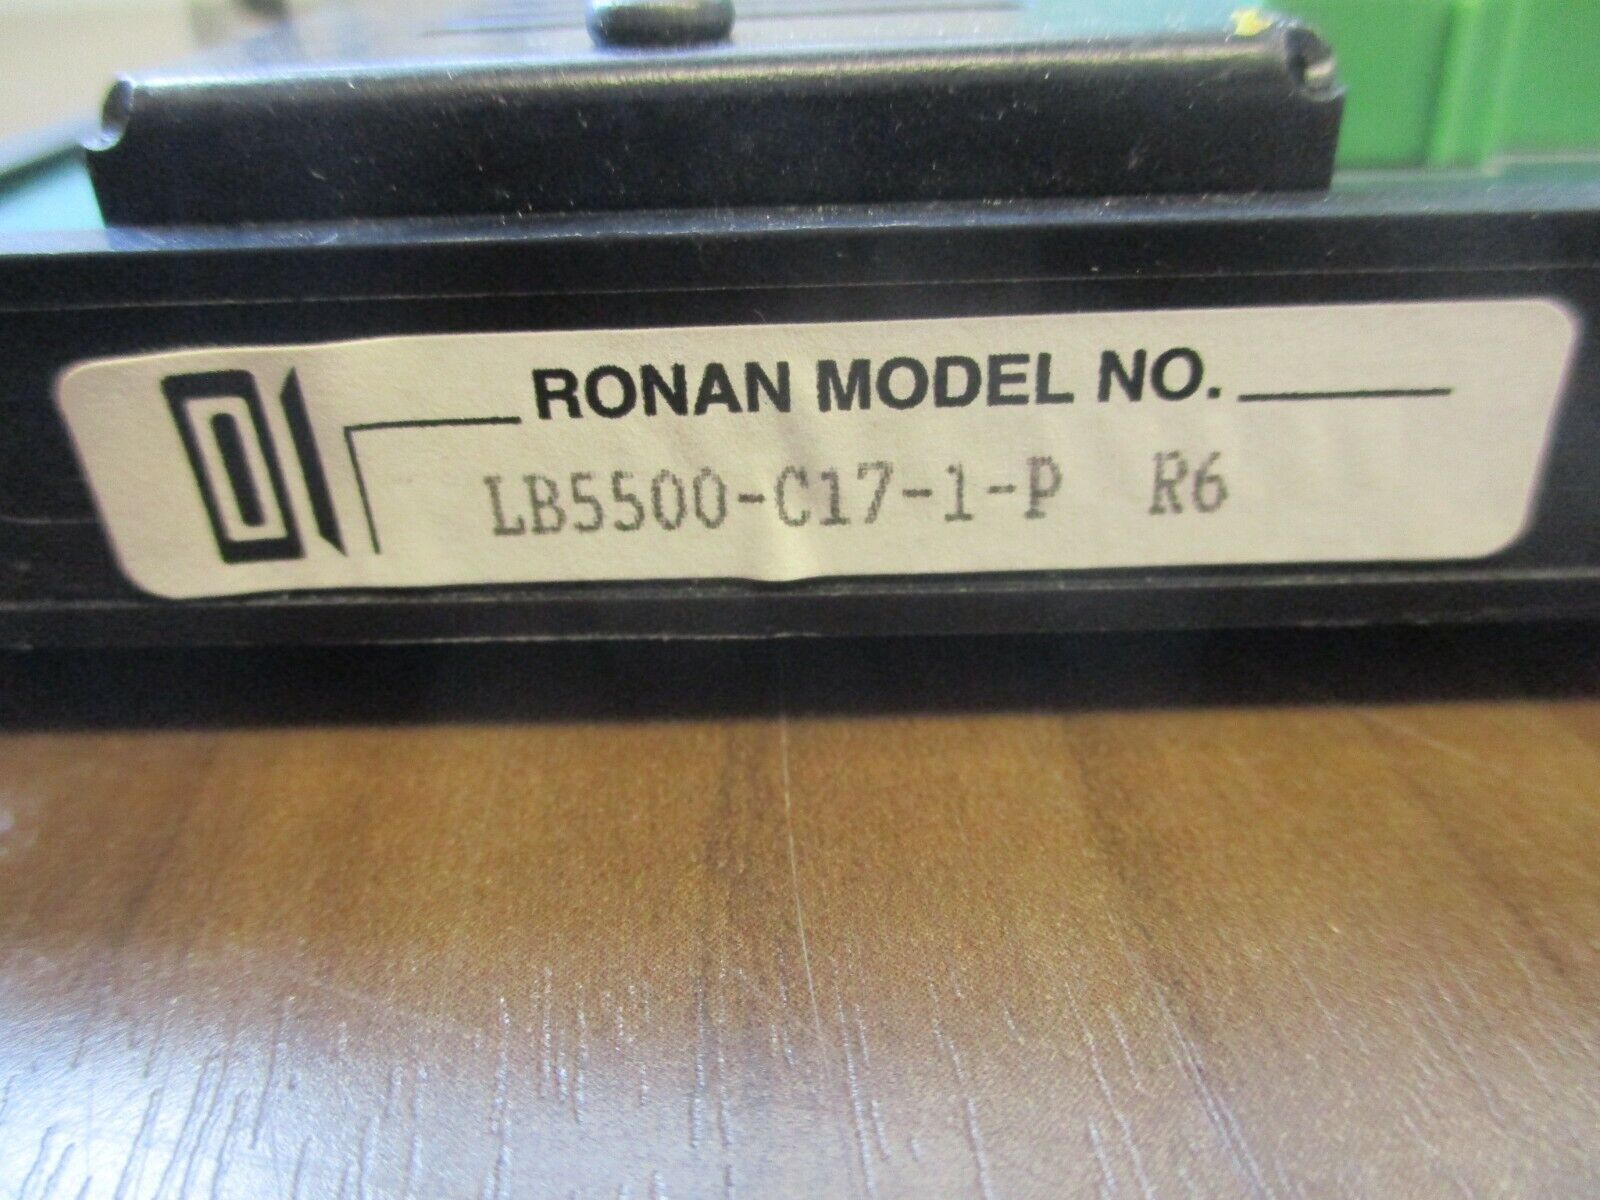 RONAN MODEL NO.
LB5500-C17-1-P R6